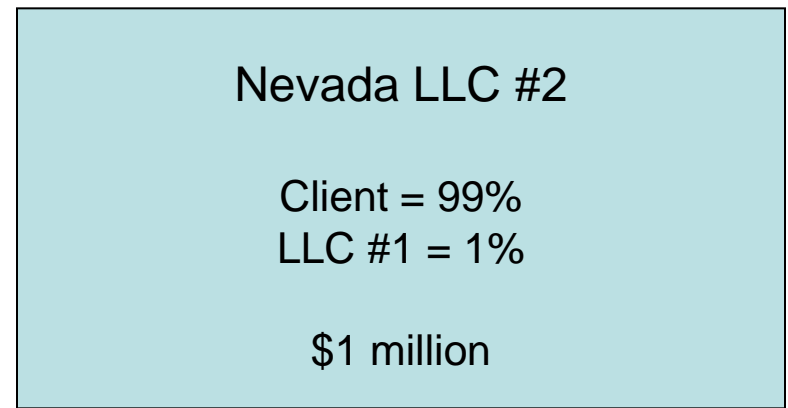 Nevada LLC #2
Client = 99%
LLC #1 = 1%
$1 million